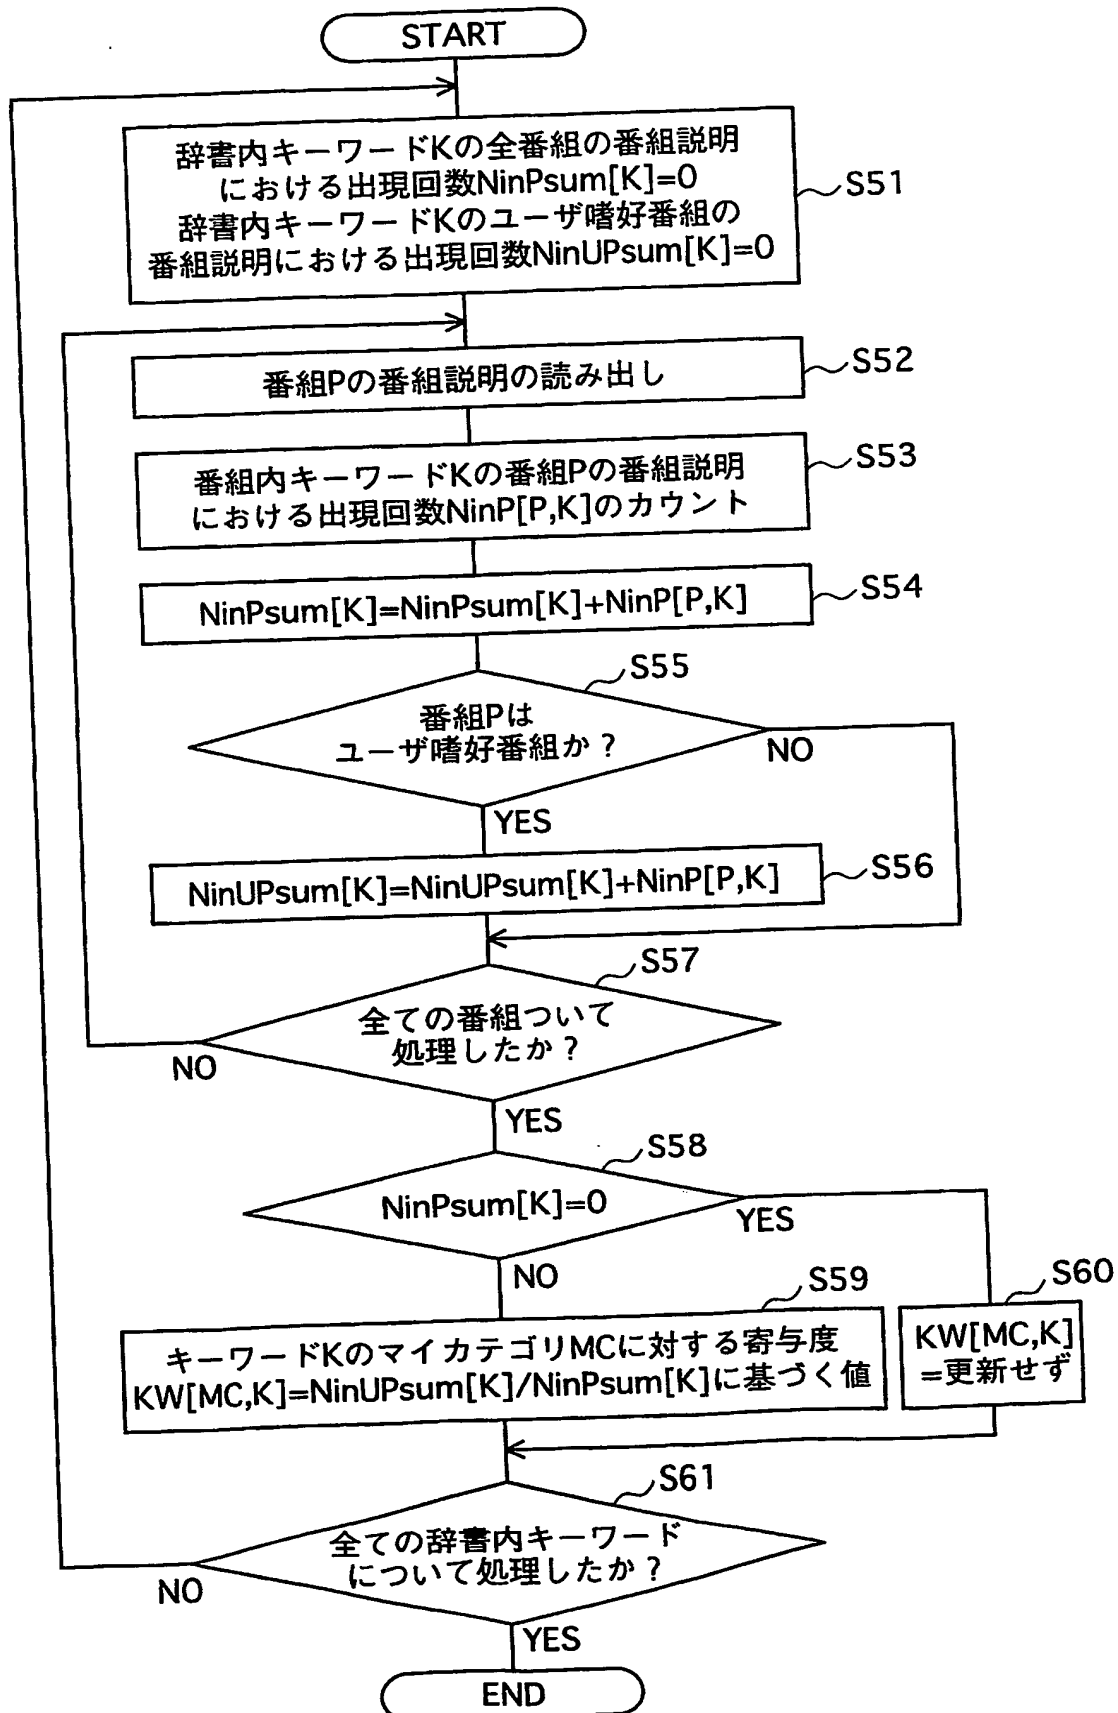 START
辞書内キーワードKの全番組の番組説明
における出現回数NinPsum[K]=0
辞書内キーワードKのユーザ嗜好番組の
番組説明における出現回数NinUPsum[K]=0
S51
番組Pの番組説明の読み出し
S52
番組内キーワードKの番組Pの番組説明
における出現回数NinP[P,K]のカウント
S53
NinPsum[K]=NinPsum[K]+NinP[P,K]
S54
S55
番組Pは
ユーザ嗜好番組か?
NO
YES
NinUPsum[K]=NinUPsum[K]+NinP[P,K]
S56
S57
全ての番組ついて
処理したか?
NO
YES
S58
NinPsum[K]=0
YES
NO
S59
キーワードKのマイカテゴリMCに対する寄与度
KW[MC,K]=NinUPsum[K]/NinPsum[K]に基づく値
S60
KW[MC,K]
=更新せず
S61
全ての辞書内キーワード
について処理したか?
NO
YES
END